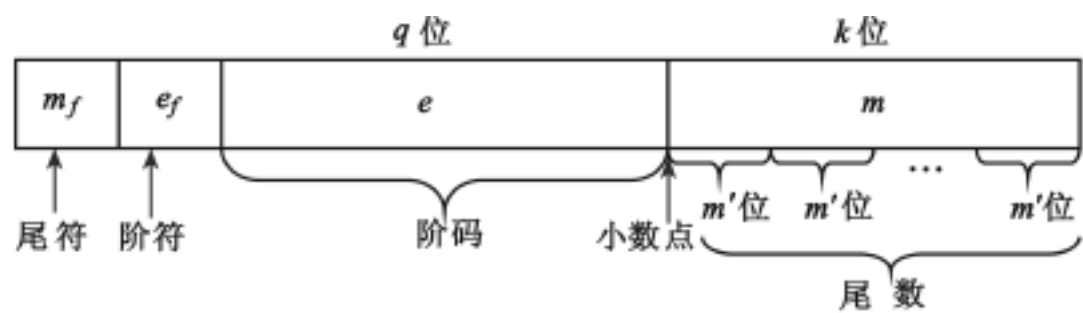 q 位 k 位
m_f e_f e m
m′位 m′位 … m′位
尾符 阶符 阶码 小数点
尾 数